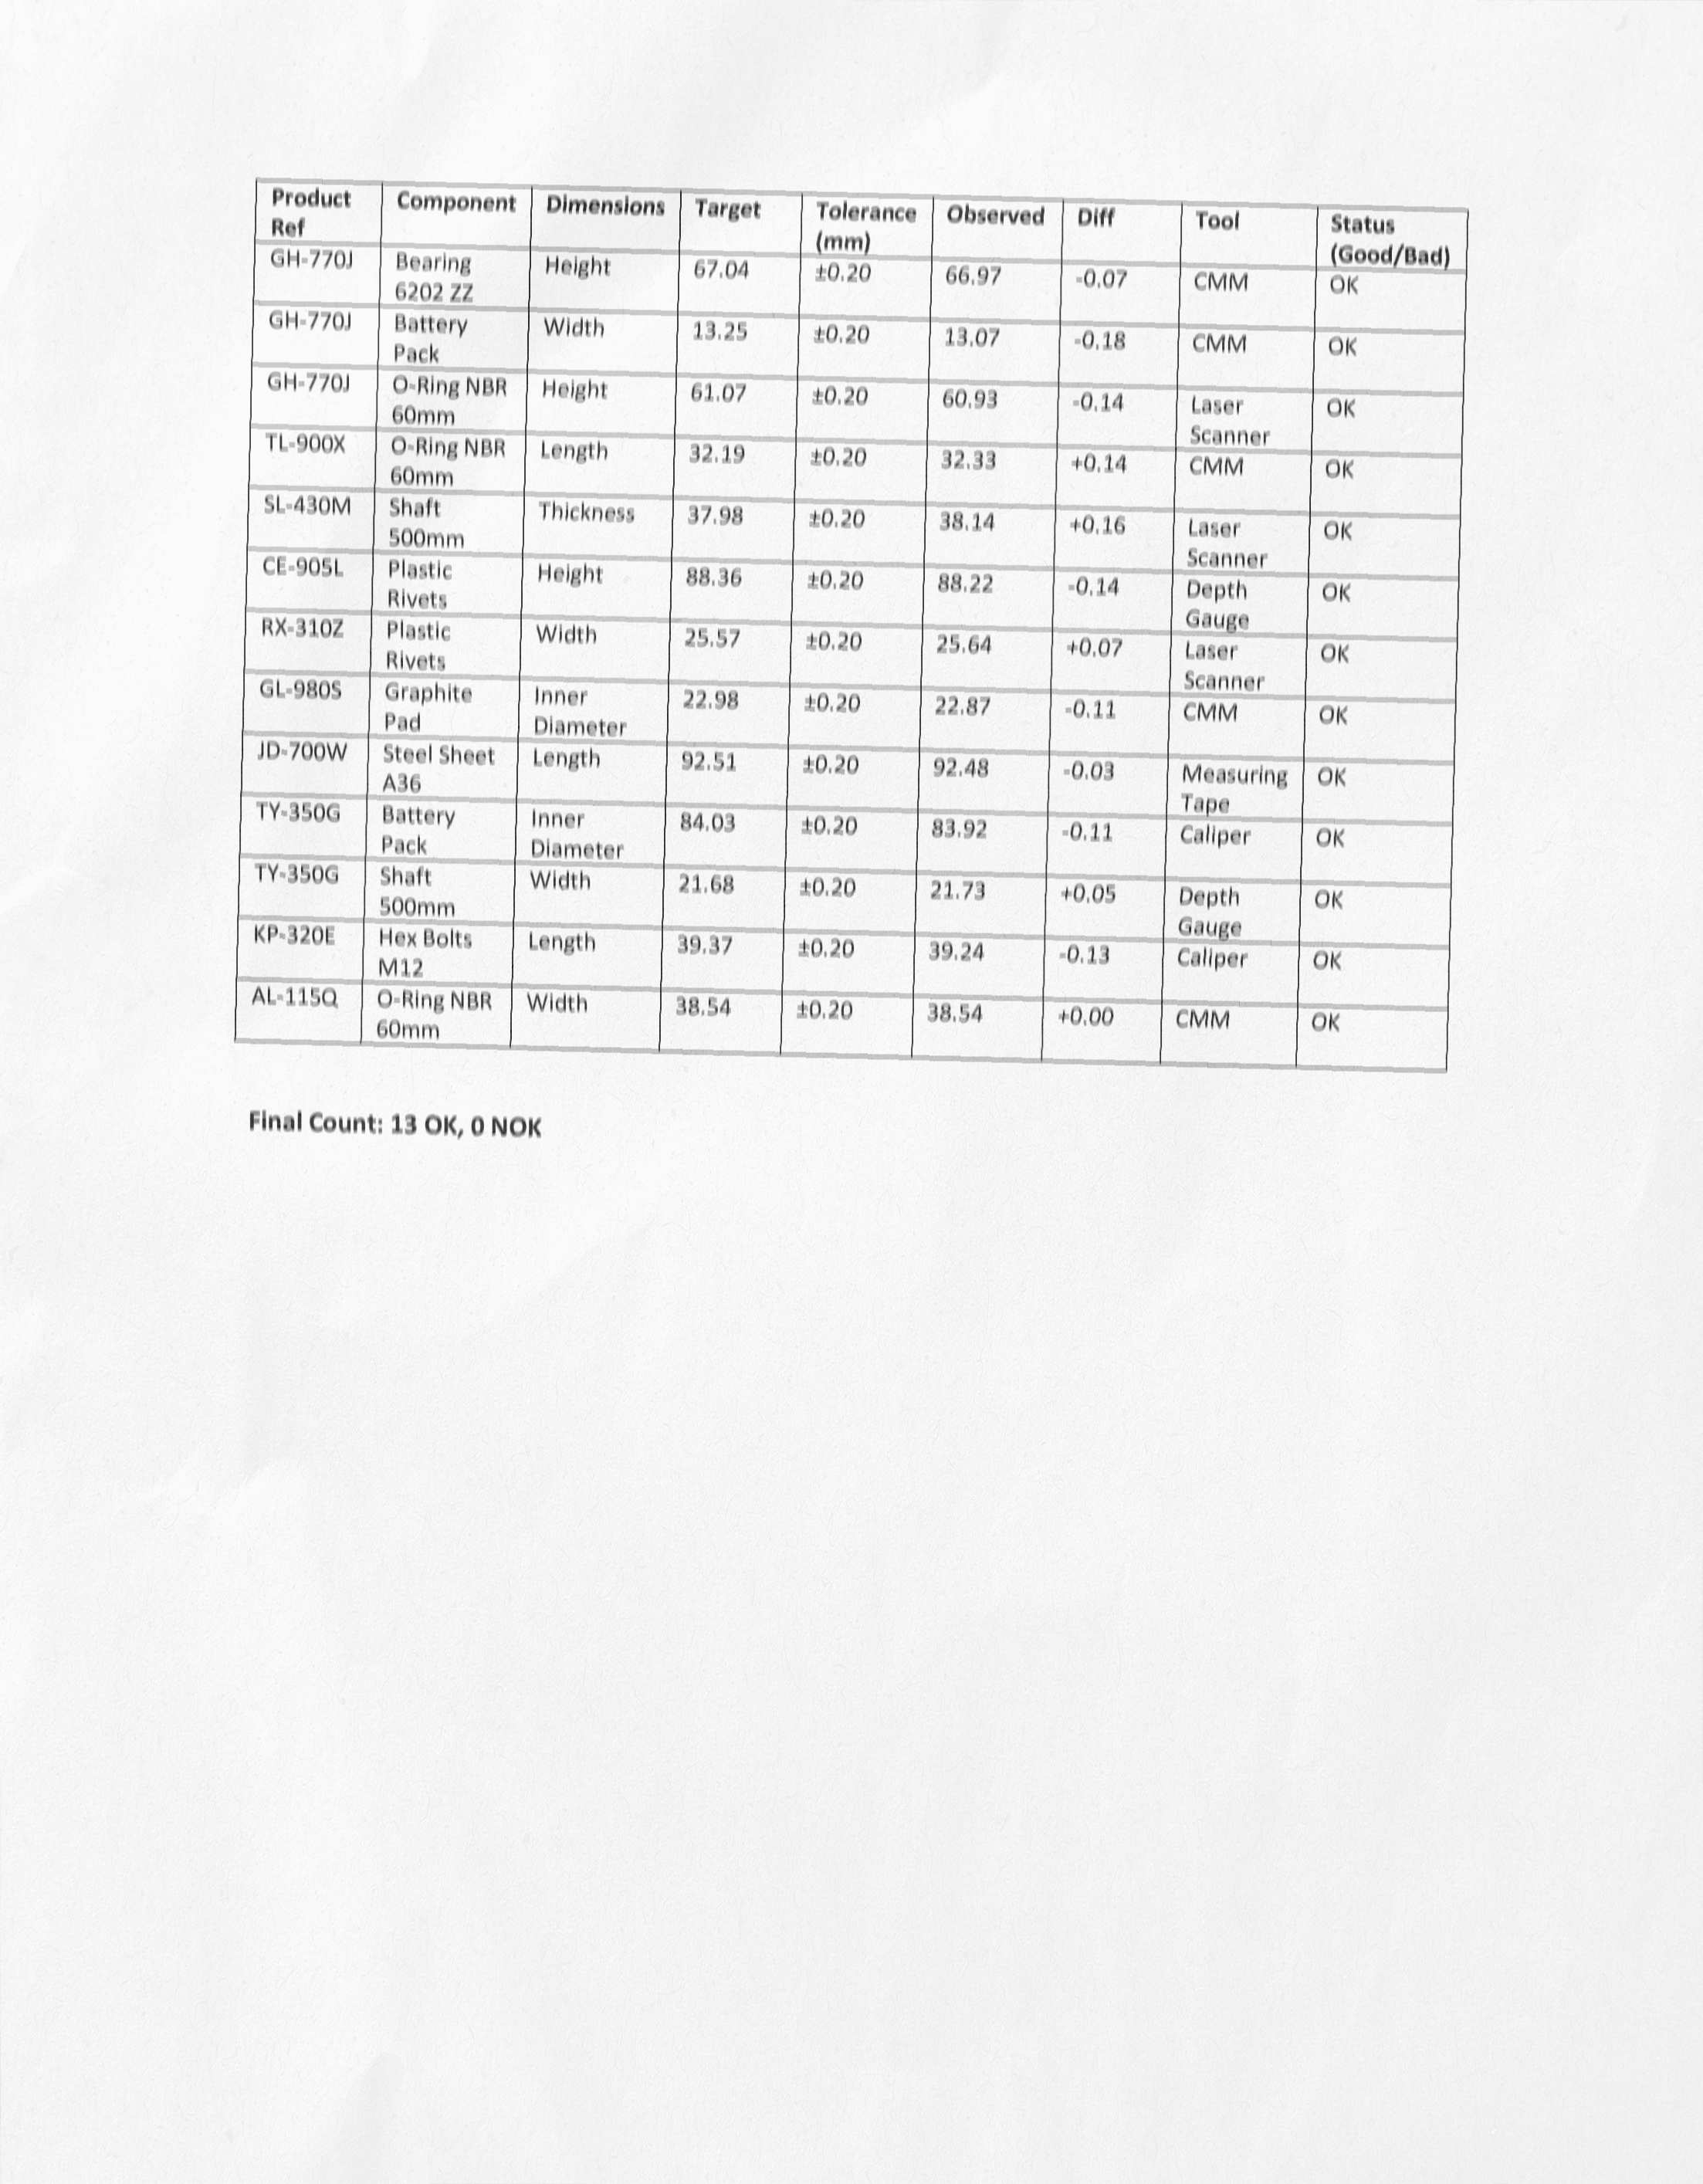 Product Ref | Component | Dimensions | Target | Tolerance (mm) | Observed | Diff | Tool | Status (Good/Bad)
GH-770J | Bearing 6202 ZZ | Height | 67.04 | ±0.20 | 66.97 | -0.07 | CMM | OK
GH-770J | Battery Pack | Width | 13.25 | ±0.20 | 13.07 | -0.18 | CMM | OK
GH-770J | O-Ring NBR 60mm | Height | 61.07 | ±0.20 | 60.93 | -0.14 | Laser Scanner | OK
TL-900X | O-Ring NBR 60mm | Length | 32.19 | ±0.20 | 32.33 | +0.14 | CMM | OK
SL-430M | Shaft 500mm | Thickness | 37.98 | ±0.20 | 38.14 | +0.16 | Laser Scanner | OK
CE-905L | Plastic Rivets | Height | 88.36 | ±0.20 | 88.22 | -0.14 | Depth Gauge | OK
RX-310Z | Plastic Rivets | Width | 25.57 | ±0.20 | 25.64 | +0.07 | Laser Scanner | OK
GL-980S | Graphite Pad | Inner Diameter | 22.98 | ±0.20 | 22.87 | -0.11 | CMM | OK
JD-700W | Steel Sheet A36 | Length | 92.51 | ±0.20 | 92.48 | -0.03 | Measuring Tape | OK
TY-350G | Battery Pack | Inner Diameter | 84.03 | ±0.20 | 83.92 | -0.11 | Caliper | OK
TY-350G | Shaft 500mm | Width | 21.68 | ±0.20 | 21.73 | +0.05 | Depth Gauge | OK
KP-320E | Hex Bolts M12 | Length | 39.37 | ±0.20 | 39.24 | -0.13 | Caliper | OK
AL-115Q | O-Ring NBR 60mm | Width | 38.54 | ±0.20 | 38.54 | +0.00 | CMM | OK
Final Count: 13 OK, 0 NOK